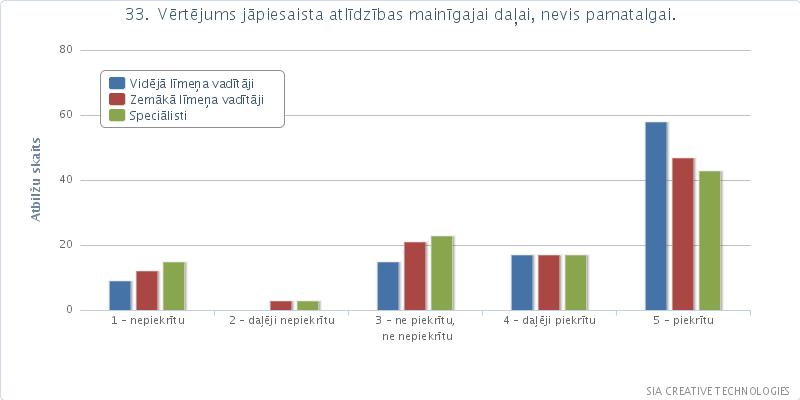 33.  Vērtējums jāpiesaista atlīdzības mainīgajai daļai, nevis pamatalgai.
80
60
40
20
0
Atbilžu skaits
Vidējā līmeņa vadītāji
Zemākā līmeņa vadītāji
Speciālisti
1 – nepiekrītu
2 – daļēji nepiekrītu
3 – ne piekrītu,
ne nepiekrītu
4 – daļēji piekrītu
5 – piekrītu
SIA CREATIVE TECHNOLOGIES